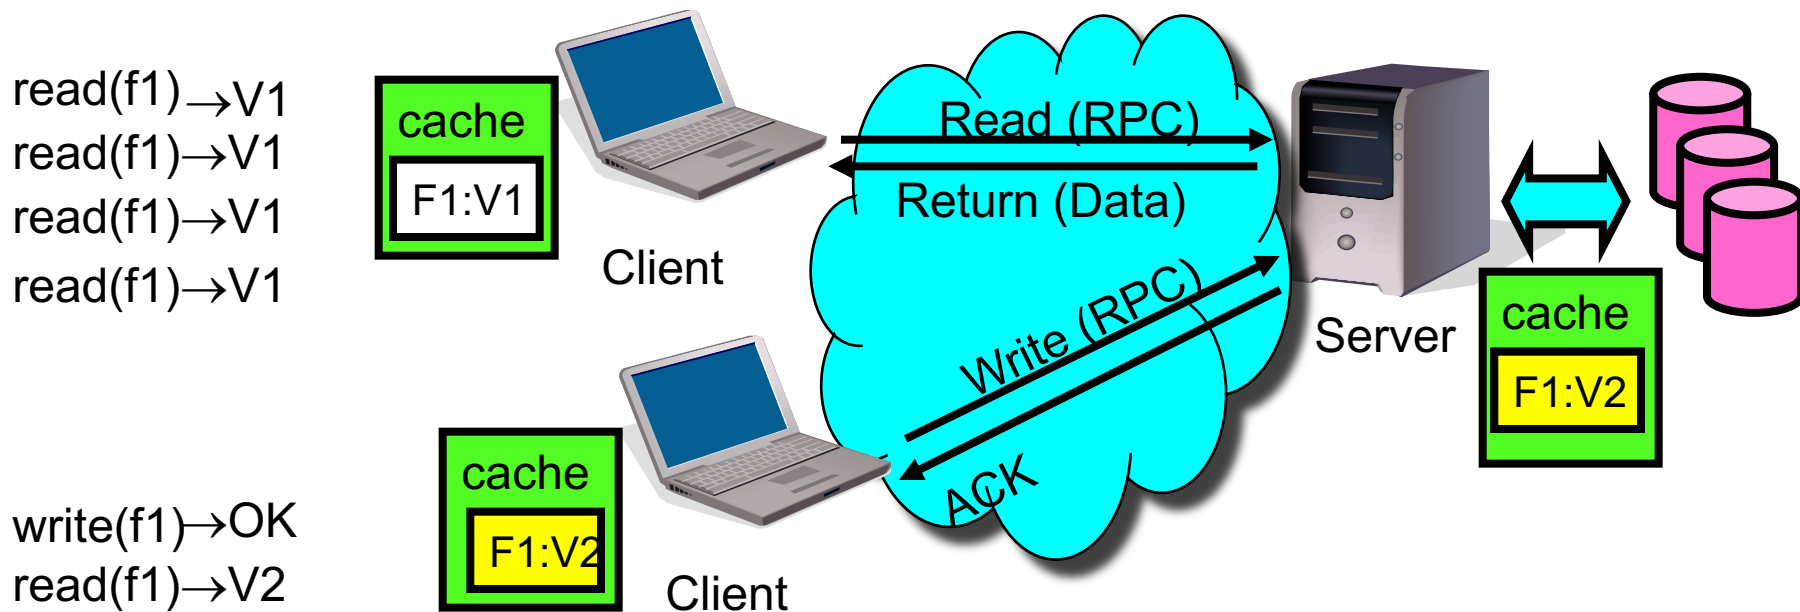 read(f1)→V1
read(f1)→V1
read(f1)→V1
read(f1)→V1
cache
F1:V1
Client
Read (RPC)
Return (Data)
Write (RPC)
ACK
Server
cache
F1:V2
write(f1)→OK
read(f1)→V2
cache
F1:V2
Client